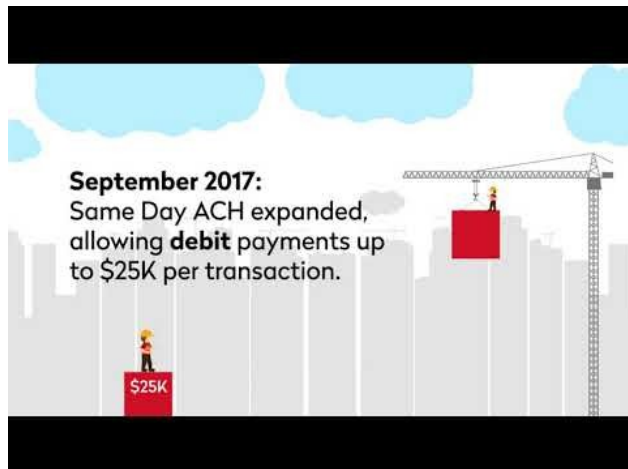 September 2017:
Same Day ACH expanded,
allowing debit payments up
to $25K per transaction.
$25K